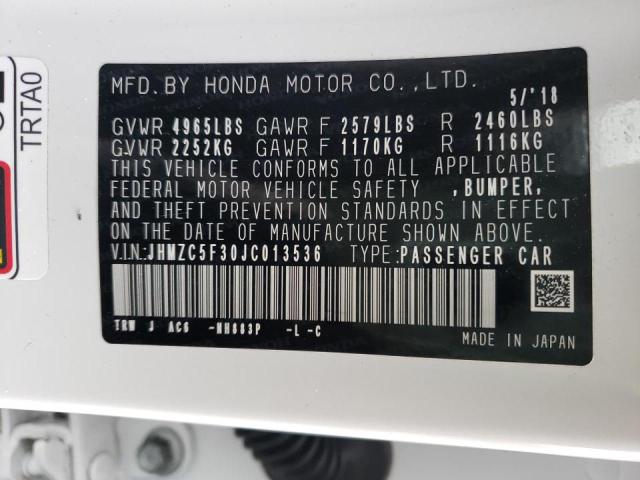 MFD. BY HONDA MOTOR CO., LTD.
5/'18
GVWR 4965LBS GAWR F 2579LBS R 2460LBS
GVWR 2252KG GAWR F 1170KG R 1116KG
THIS VEHICLE CONFORMS TO ALL APPLICABLE
FEDERAL MOTOR VEHICLE SAFETY ,BUMPER,
AND THEFT PREVENTION STANDARDS IN EFFECT
ON THE DATE OF MANUFACTURE SHOWN ABOVE.
V.I.N: JHMZC5F30JC013536 TYPE: PASSENGER CAR
TRW J AC6 -NH883P -L -C
MADE IN JAPAN
TRTA0